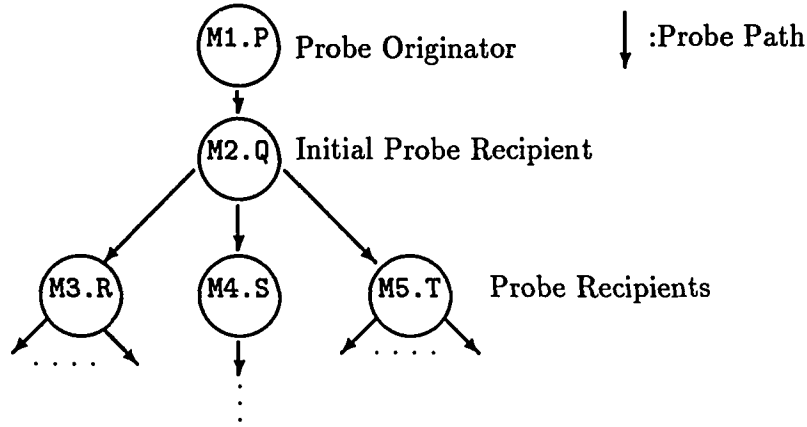 M1.P
Probe Originator
:Probe Path
M2.Q
Initial Probe Recipient
M3.R
M4.S
M5.T
Probe Recipients
. . . .
. . . .
.
.
.